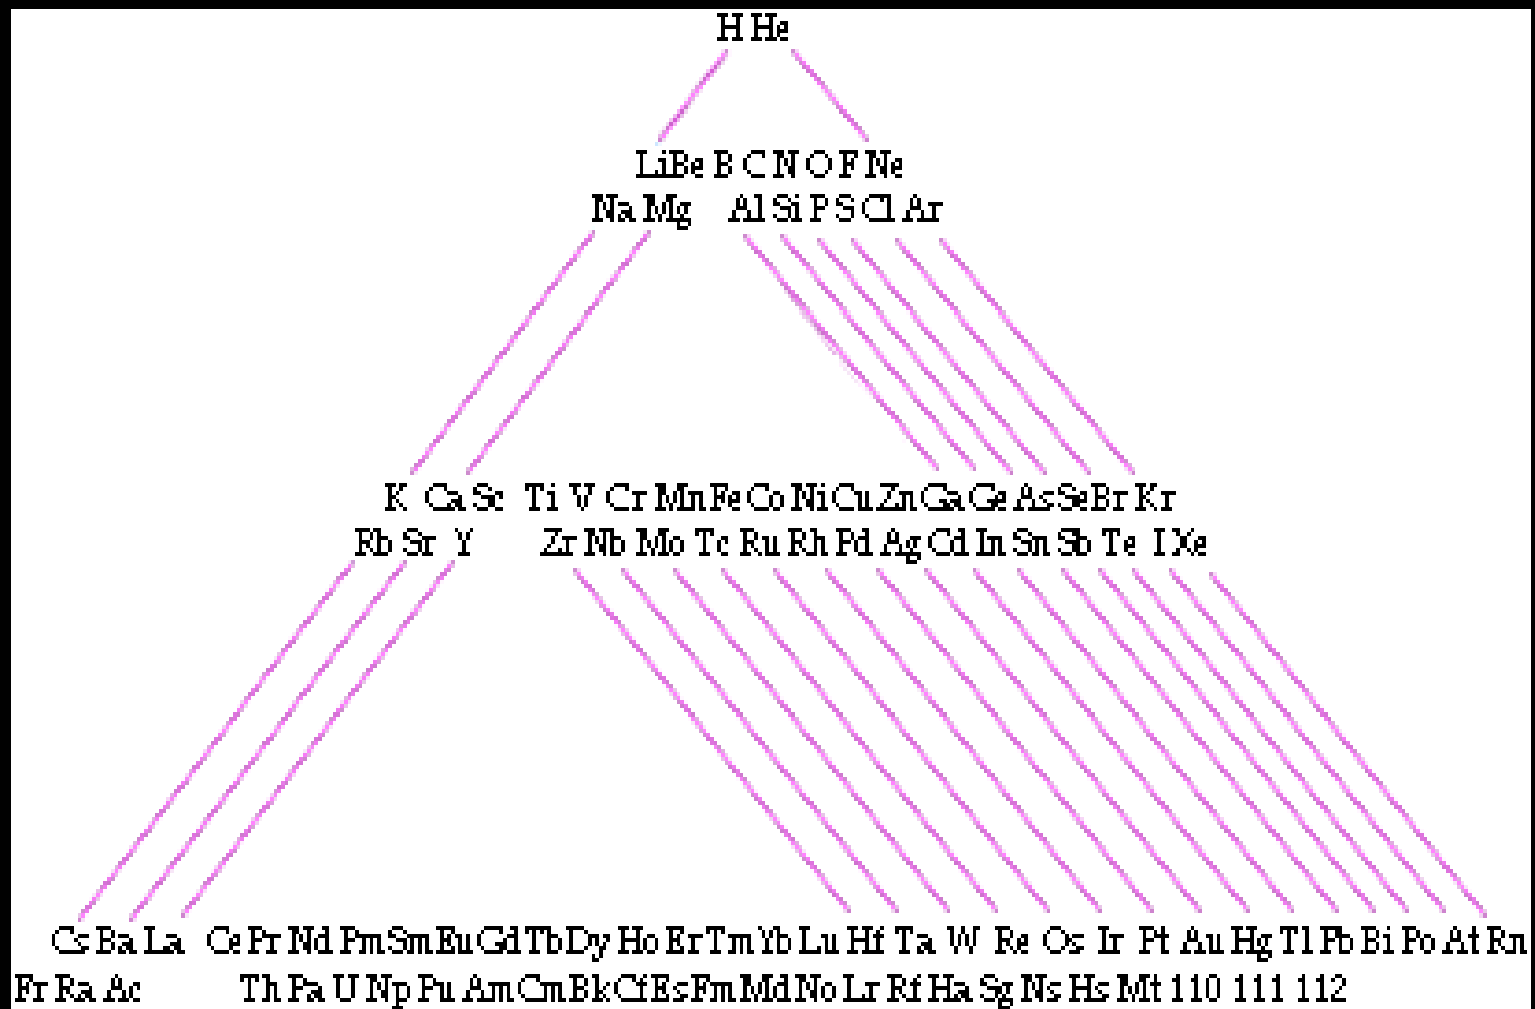 H He
Li Be B C N O F Ne
Na Mg Al Si P S Cl Ar
K Ca Sc Ti V Cr Mn Fe Co Ni Cu Zn Ga Ge As Se Br Kr
Rb Sr Y Zr Nb Mo Tc Ru Rh Pd Ag Cd In Sn Sb Te I Xe
Cs Ba La Ce Pr Nd Pm Sm Eu Gd Tb Dy Ho Er Tm Yb Lu Hf Ta W Re Os Ir Pt Au Hg Tl Pb Bi Po At Rn
Fr Ra Ac Th Pa U Np Pu Am Cm Bk Cf Es Fm Md No Lr Rf Ha Sg Ns Hs Mt 110 111 112